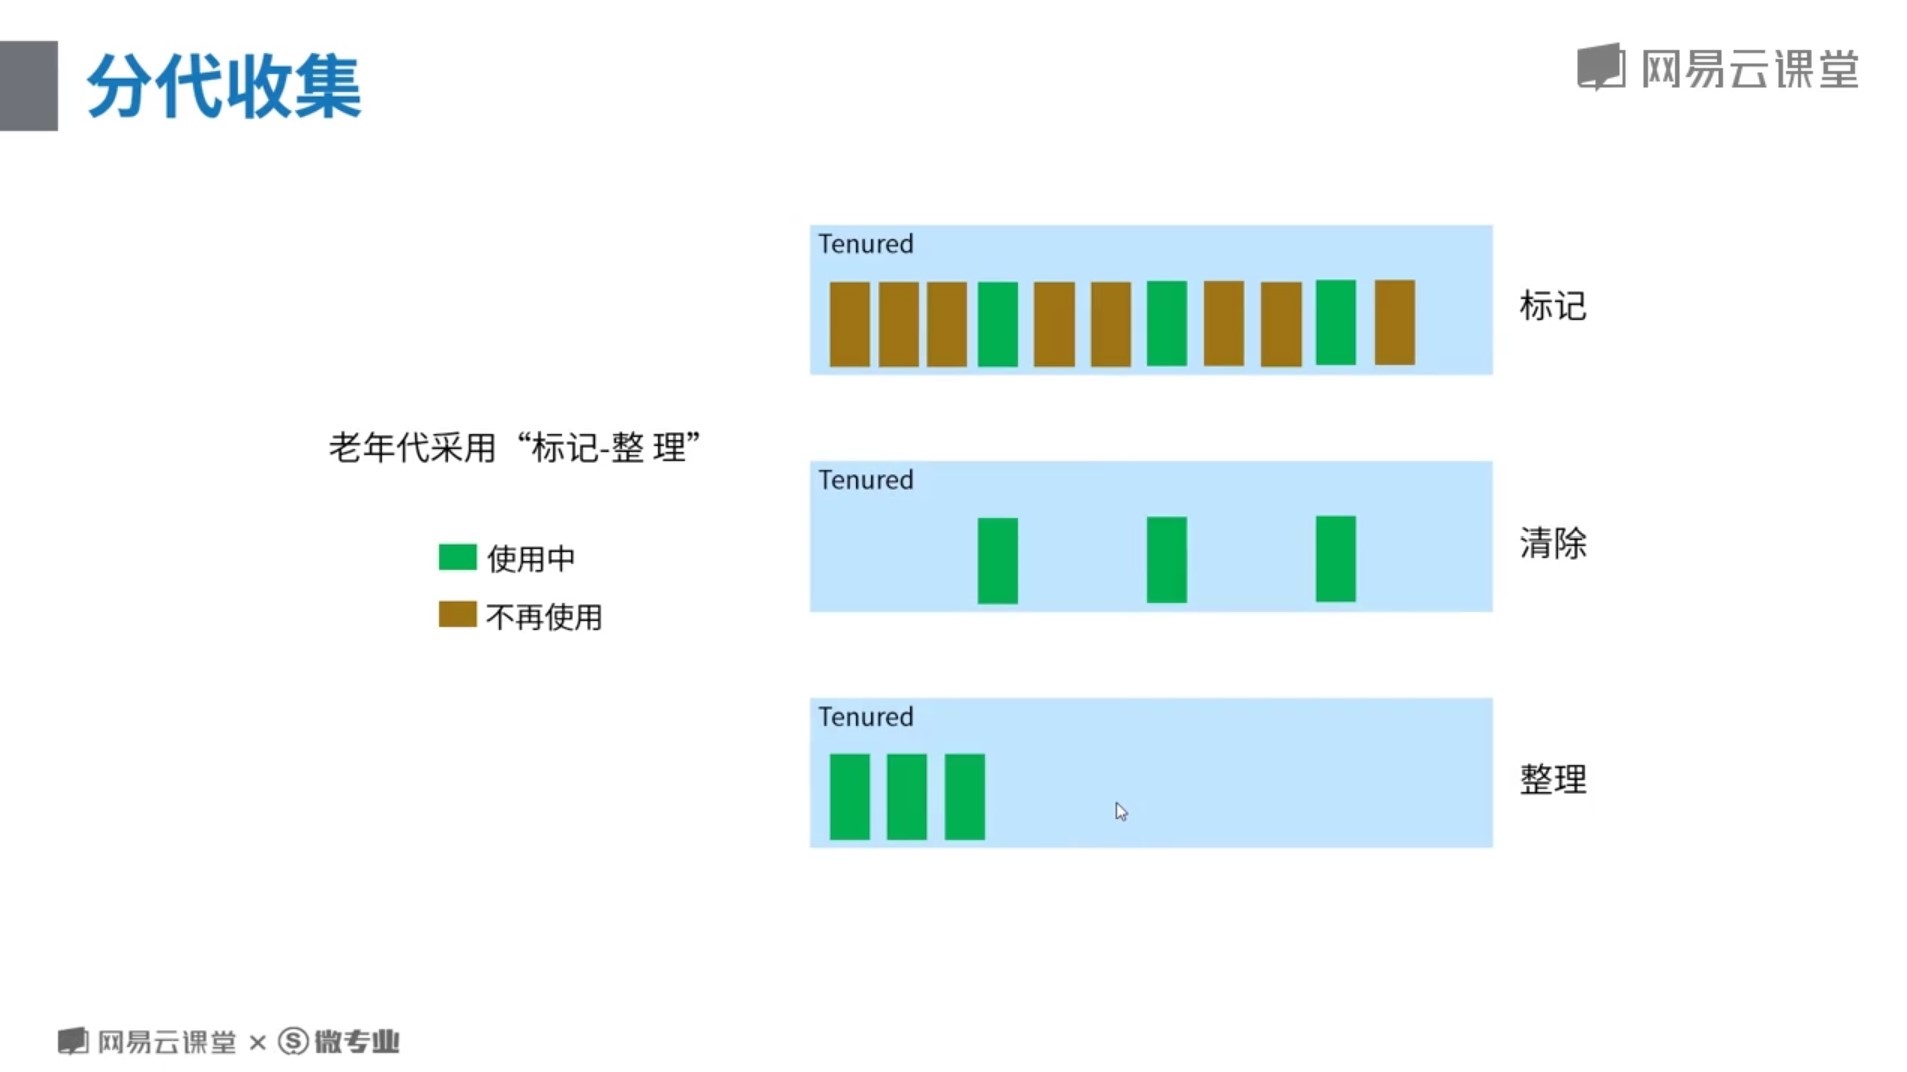 分代收集
网易云课堂
Tenured
标记
老年代采用“标记-整 理”
使用中
不再使用
Tenured
清除
Tenured
整理
网易云课堂 × S 微专业